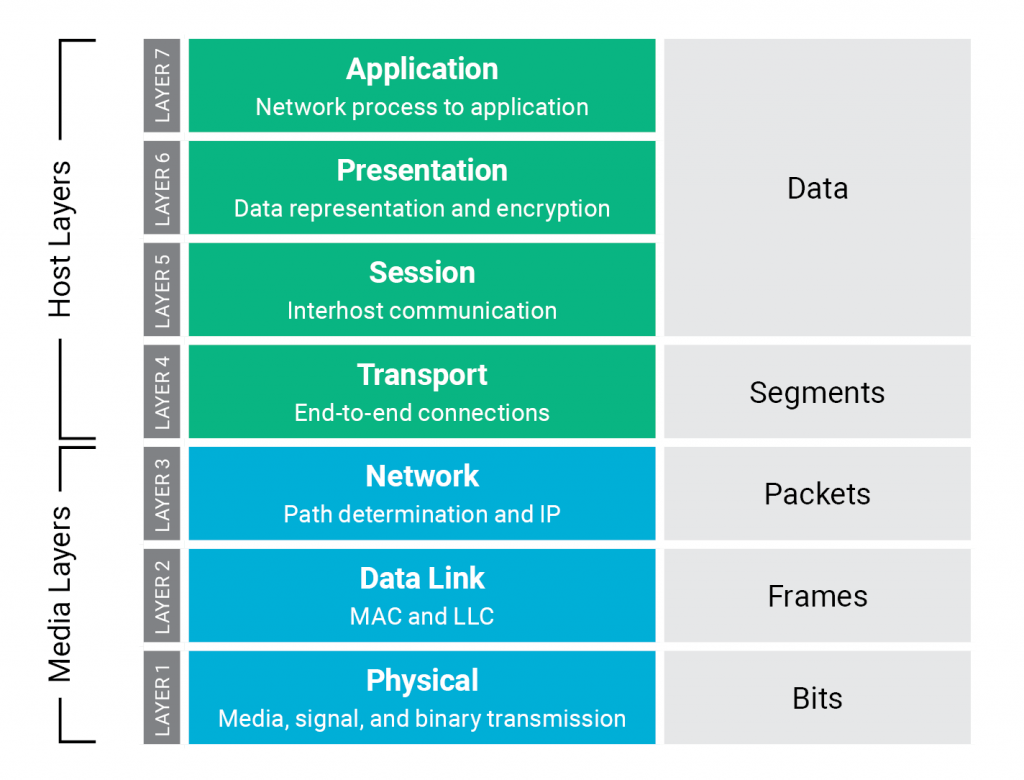 Host Layers
LAYER 7
Application
Network process to application
LAYER 6
Presentation
Data representation and encryption
LAYER 5
Session
Interhost communication
Data
LAYER 4
Transport
End-to-end connections
Segments
Media Layers
LAYER 3
Network
Path determination and IP
Packets
LAYER 2
Data Link
MAC and LLC
Frames
LAYER 1
Physical
Media, signal, and binary transmission
Bits